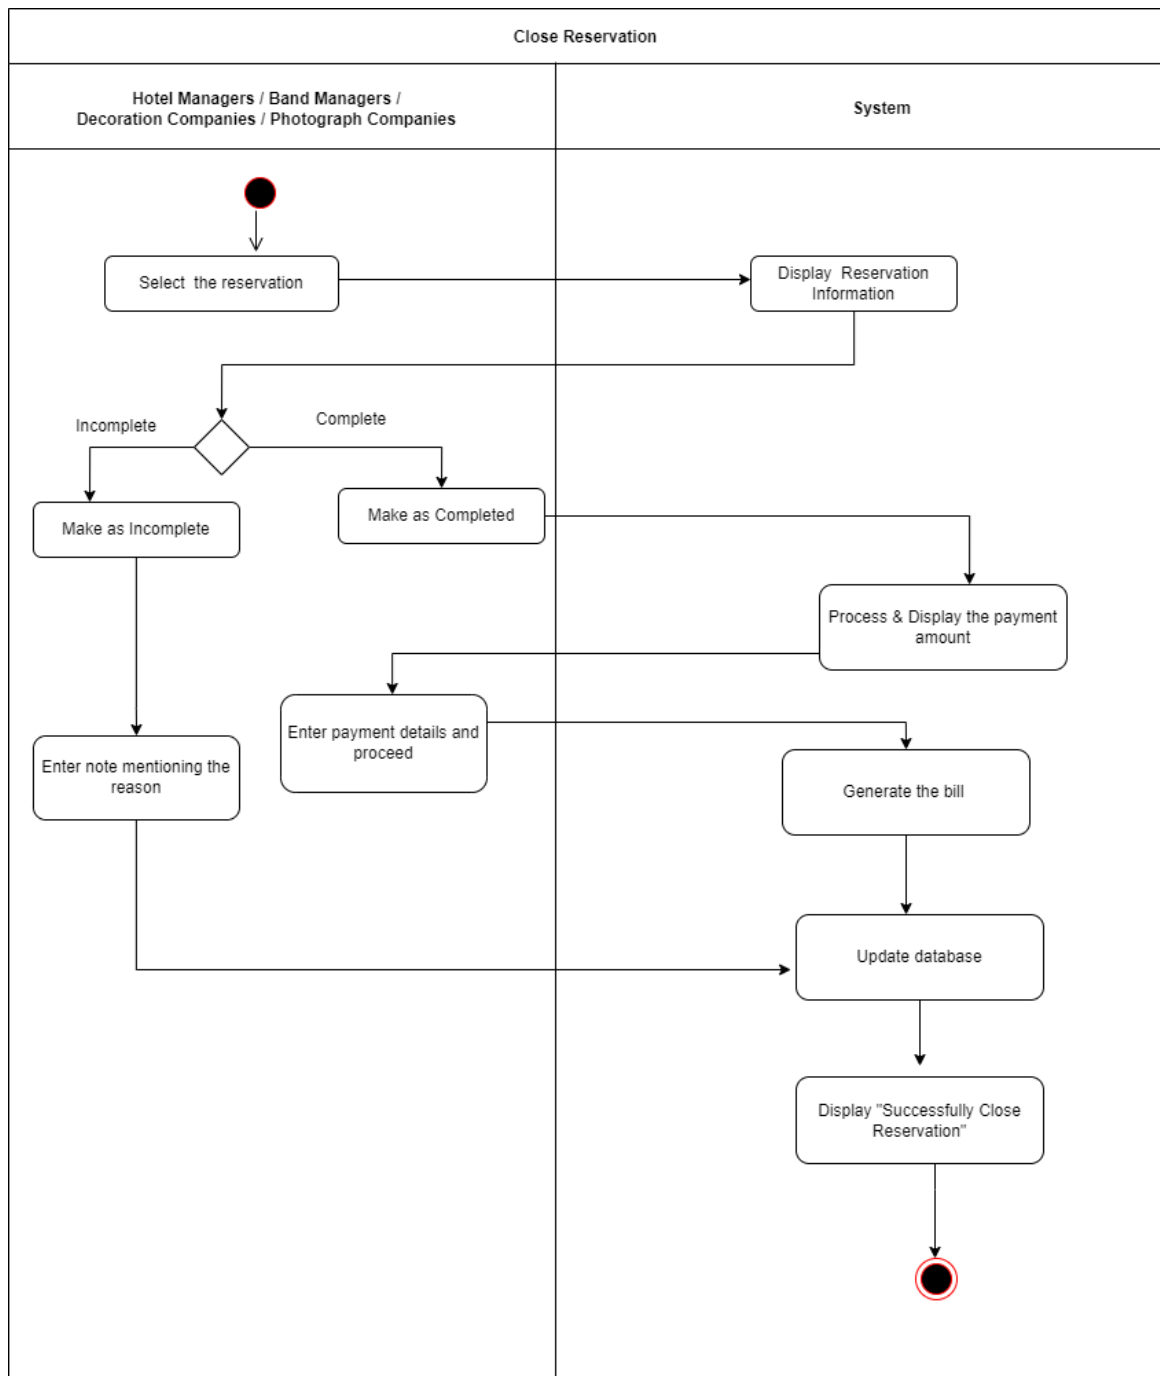 Close Reservation
Hotel Managers / Band Managers /
Decoration Companies / Photograph Companies
System
Select the reservation
Display Reservation
Information
Incomplete
Complete
Make as Incomplete
Make as Completed
Process & Display the payment
amount
Enter payment details and
proceed
Enter note mentioning the
reason
Generate the bill
Update database
Display "Successfully Close
Reservation"